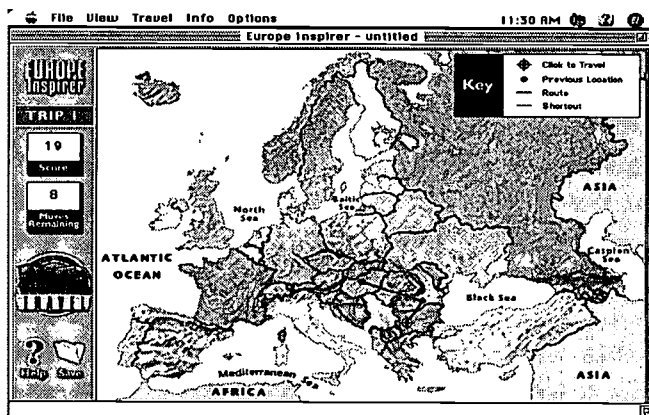 File View Travel Info Options 11:30 AM
Europe Inspirer - untitled
EUROPE
Inspirer
TRIP 1
19
Score
8
Moves
Remaining
TRAVEL
Help Save
Key
Click to Travel
Previous Location
Route
Shortcut
ASIA
North
Sea
Baltic
Sea
ATLANTIC
OCEAN
Caspian
Sea
Black Sea
Mediterranean Sea
AFRICA
ASIA